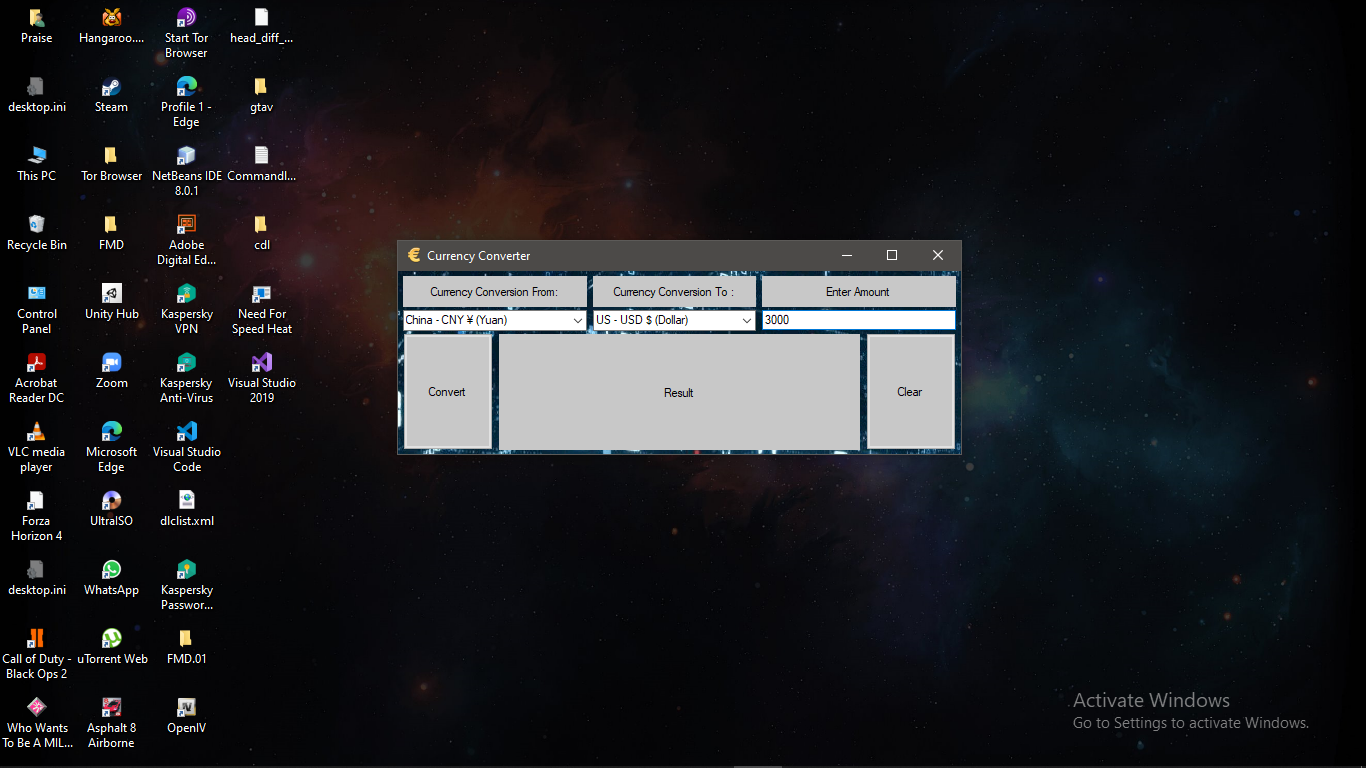 Praise
Hangaroo....
Start Tor
Browser
head_diff_...
desktop.ini
Steam
Profile 1 -
Edge
gtav
This PC
Tor Browser
NetBeans IDE
8.0.1
CommandI...
Recycle Bin
FMD
Adobe
Digital Ed...
cdl
Control
Panel
Unity Hub
Kaspersky
VPN
Need For
Speed Heat
Acrobat
Reader DC
Zoom
Kaspersky
Anti-Virus
Visual Studio
2019
VLC media
player
Microsoft
Edge
Visual Studio
Code
Forza
Horizon 4
UltraISO
dlclist.xml
desktop.ini
WhatsApp
Kaspersky
Passwor...
Call of Duty -
Black Ops 2
uTorrent Web
FMD.01
Who Wants
To Be A MIL...
Asphalt 8
Airborne
OpenIV
Currency Converter
Currency Conversion From:
Currency Conversion To :
Enter Amount
China - CNY ¥ (Yuan)
US - USD $ (Dollar)
3000
Convert
Result
Clear
Activate Windows
Go to Settings to activate Windows.